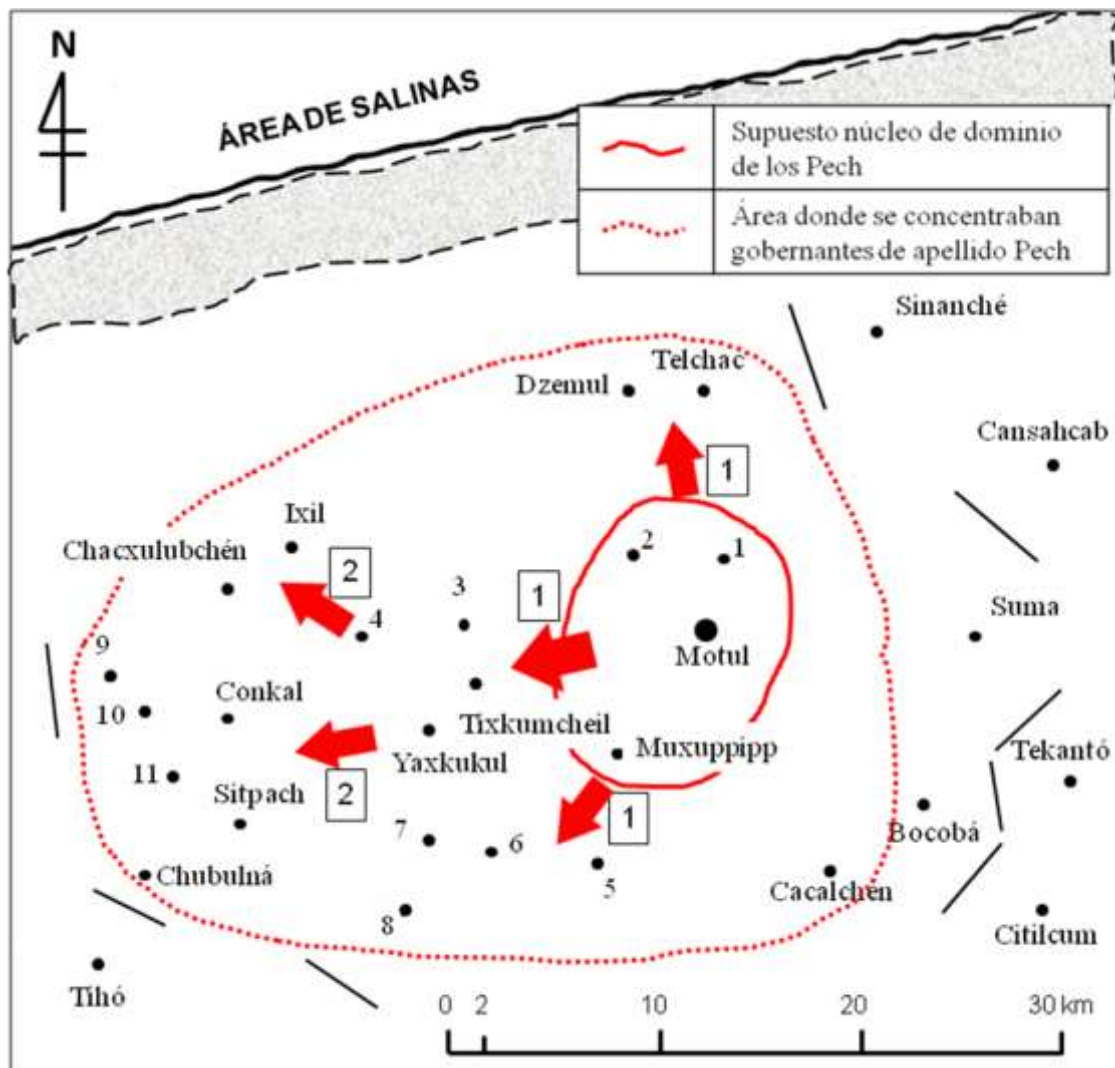 N
ÁREA DE SALINAS
Supuesto núcleo de dominio
de los Pech
Área donde se concentraban
gobernantes de apellido Pech
Sinanché
Telchac
Dzemul
Cansahcab
1
Ixil
2
1
Chacxulubchén
2
3
1
Suma
4
Motul
9
Conkal
10
Tixkumcheil
Muxuppipp
Yaxkukul
Tekantó
11
Sitpach
2
1
Bocobá
7
6
5
Chubulná
Cacalchen
8
Citilcum
Tihó
0 2 10 20 30 km